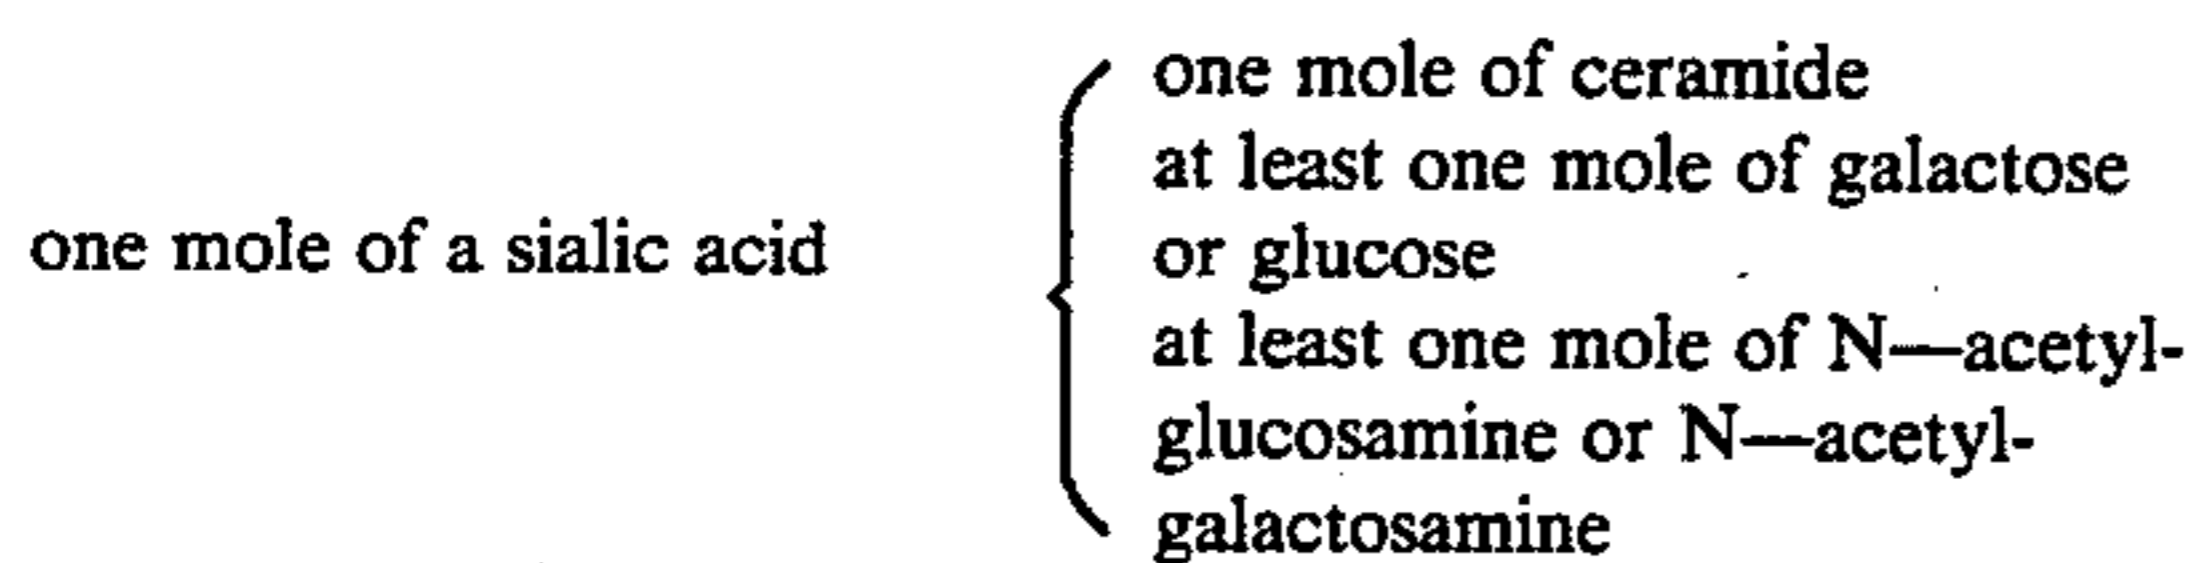 one mole of a sialic acid
one mole of ceramide
at least one mole of galactose
or glucose
at least one mole of N—acetyl-
glucosamine or N—acetyl-
galactosamine